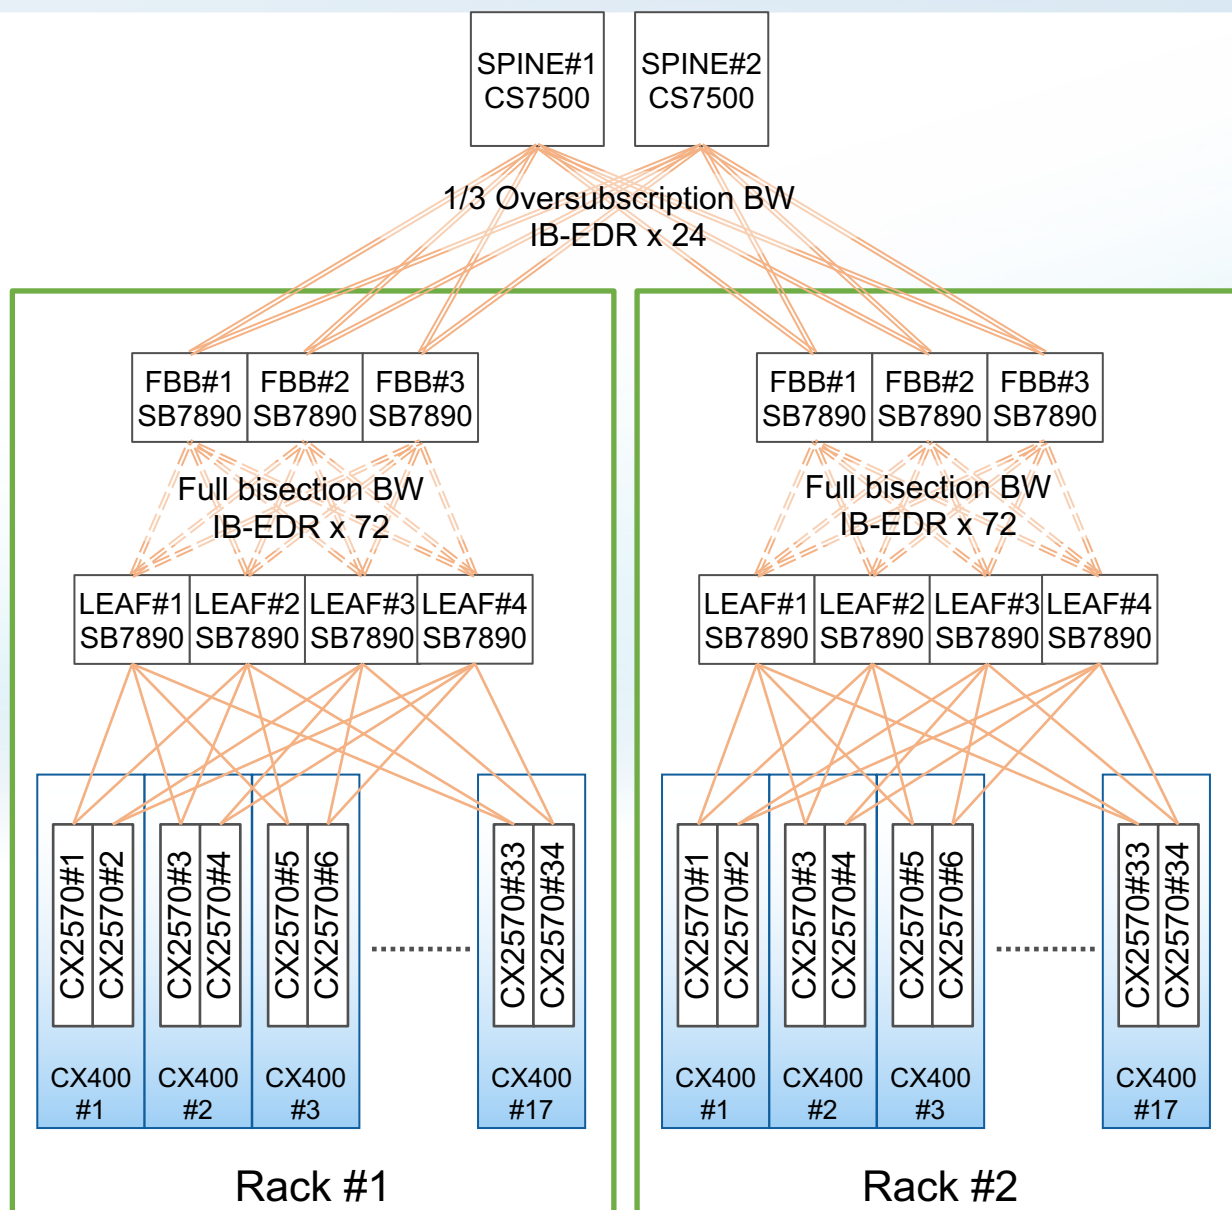 SPINE#1
CS7500
SPINE#2
CS7500
1/3 Oversubscription BW
IB-EDR x 24
FBB#1
SB7890
FBB#2
SB7890
FBB#3
SB7890
Full bisection BW
IB-EDR x 72
LEAF#1
SB7890
LEAF#2
SB7890
LEAF#3
SB7890
LEAF#4
SB7890
CX2570#1
CX2570#2
CX2570#3
CX2570#4
CX2570#5
CX2570#6
CX2570#33
CX2570#34
CX400
#1
CX400
#2
CX400
#3
CX400
#17
Rack #1
FBB#1
SB7890
FBB#2
SB7890
FBB#3
SB7890
Full bisection BW
IB-EDR x 72
LEAF#1
SB7890
LEAF#2
SB7890
LEAF#3
SB7890
LEAF#4
SB7890
CX2570#1
CX2570#2
CX2570#3
CX2570#4
CX2570#5
CX2570#6
CX2570#33
CX2570#34
CX400
#1
CX400
#2
CX400
#3
CX400
#17
Rack #2